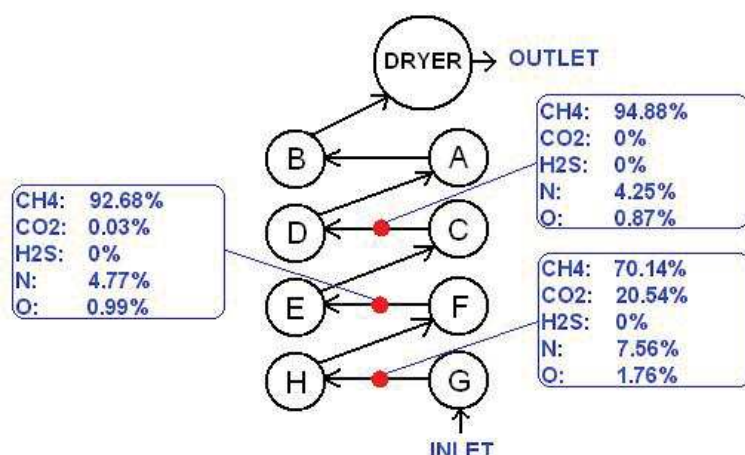 DRYER
OUTLET
CH4: 94.88%
CO2: 0%
H2S: 0%
N: 4.25%
O: 0.87%
B
A
CH4: 92.68%
CO2: 0.03%
H2S: 0%
N: 4.77%
O: 0.99%
D
C
CH4: 70.14%
CO2: 20.54%
H2S: 0%
N: 7.56%
O: 1.76%
E
F
H
G
INLET